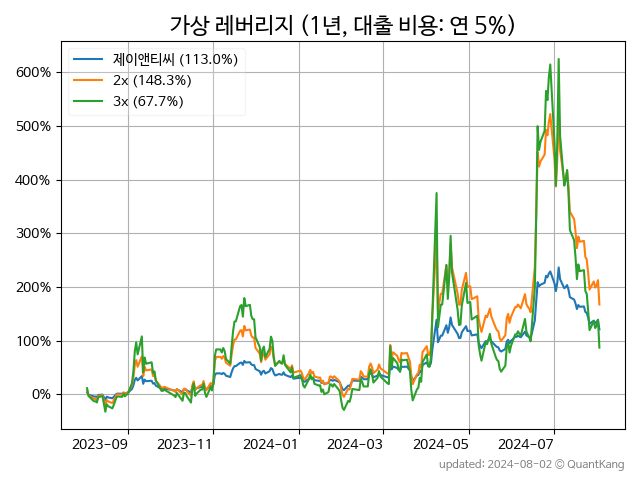 가상 레버리지 (1년, 대출 비용: 연 5%)
제이앤티씨 (113.0%)
2x (148.3%)
3x (67.7%)
600%
500%
400%
300%
200%
100%
0%
2023-09
2023-11
2024-01
2024-03
2024-05
2024-07
updated: 2024-08-02 © QuantKang